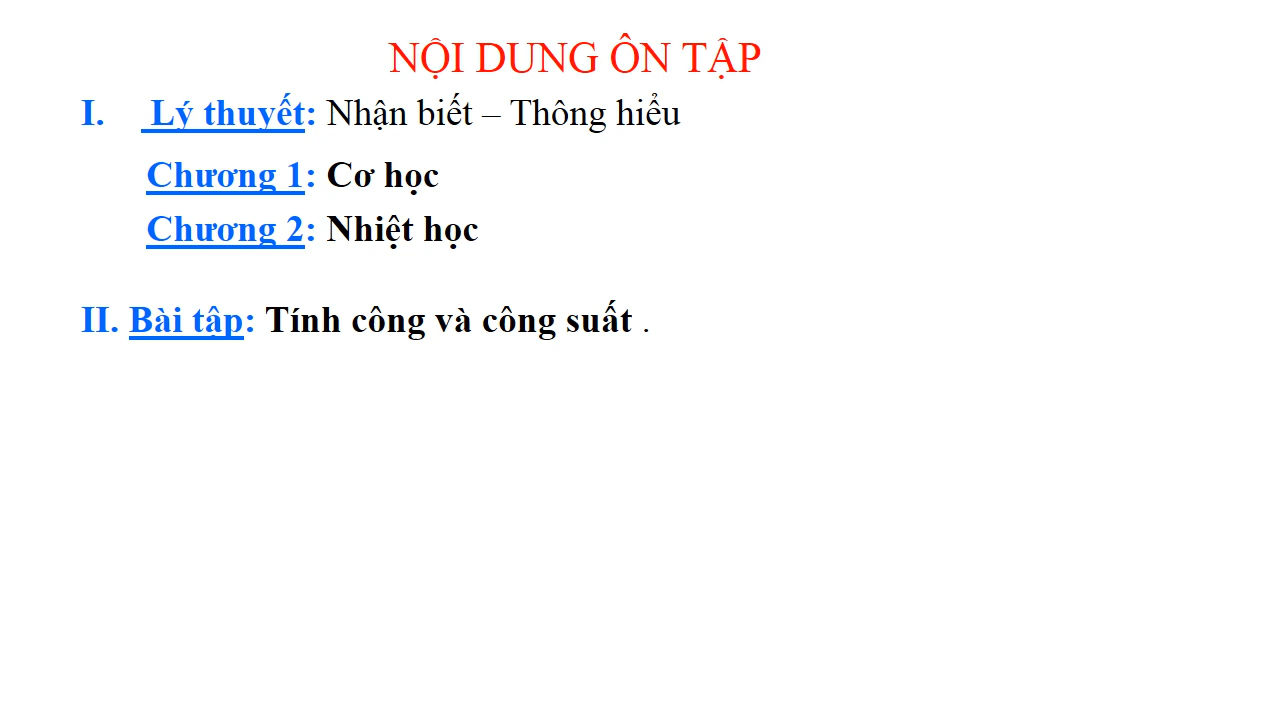 NỘI DUNG ÔN TẬP
I. Lý thuyết: Nhận biết – Thông hiểu
Chương 1: Cơ học
Chương 2: Nhiệt học
II. Bài tập: Tính công và công suất .